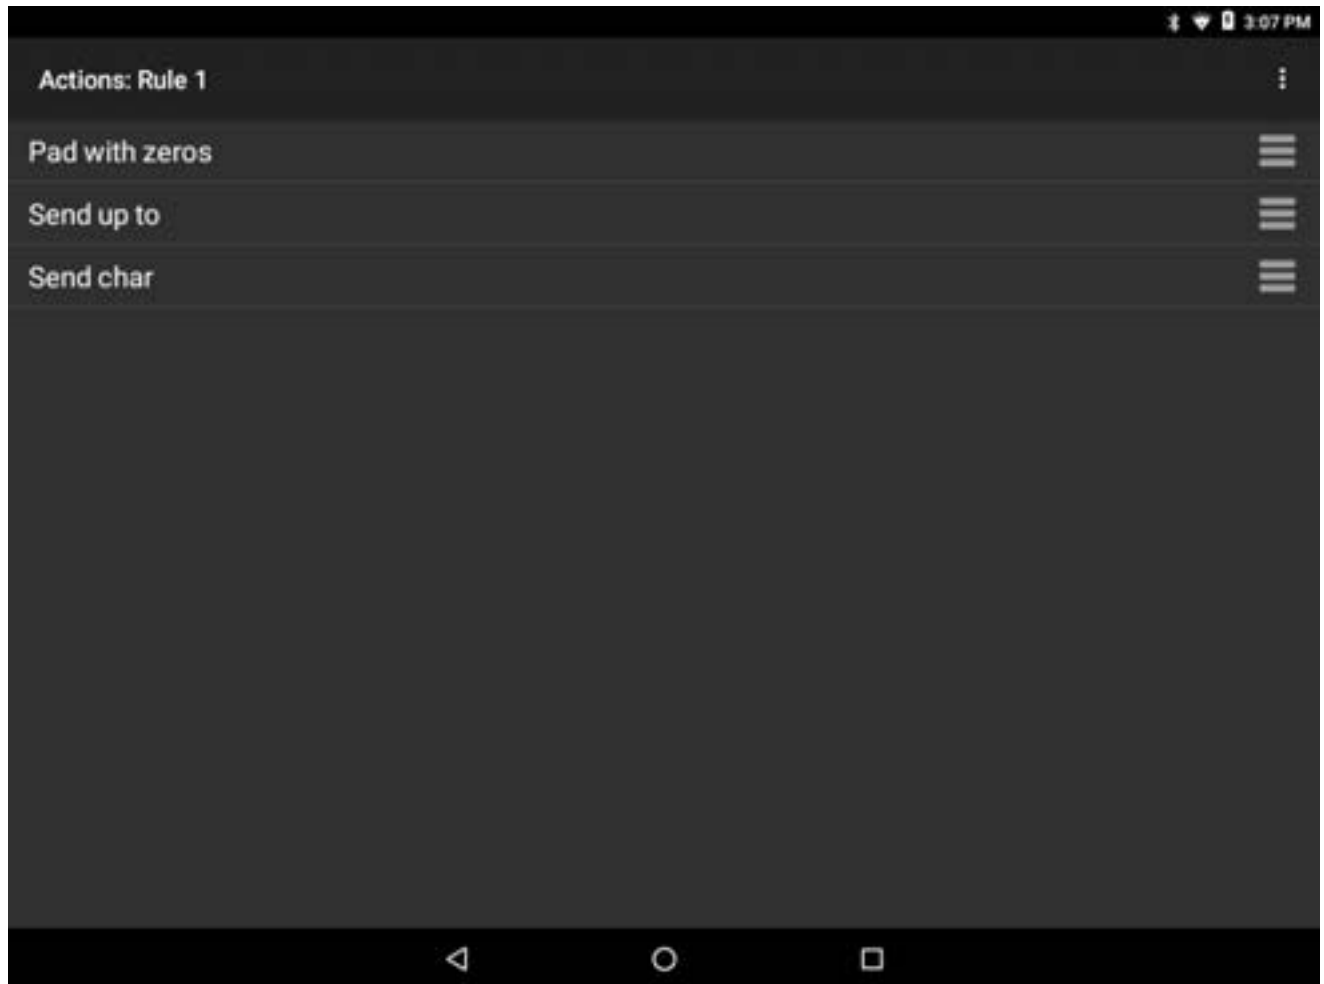 3:07 PM
Actions: Rule 1
Pad with zeros
Send up to
Send char